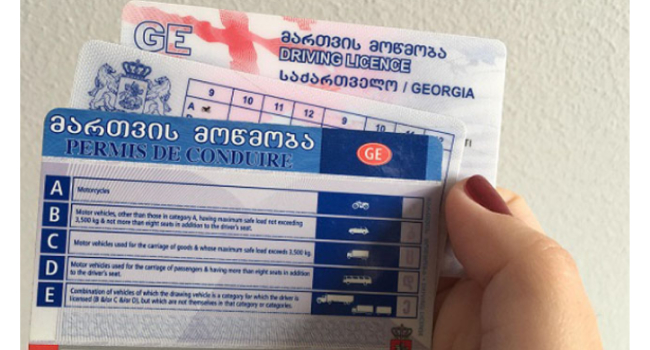 GE
მართვის მოწმობა
DRIVING LICENCE
საქართველო / GEORGIA
9 10 11 12 9 10
A
მართვის მოწმობა
PERMIS DE CONDUIRE
GE
A Motorcycles
B Motor vehicles, other than those in category A, having maximum safe load not exceeding
3,500 kg & not more than eight seats in addition to the driver's seat.
C Motor vehicles used for the carriage of goods & whose maximum safe load exceeds 3,500 kg.
D Motor vehicles used for the carriage of passengers & having more than eight seats in addition
to the driver's seat.
E Combination of vehicles of which the drawing vehicle is a category for which the driver is
licensed (B &/or C &/or D), but which are not themselves in that category or categories.